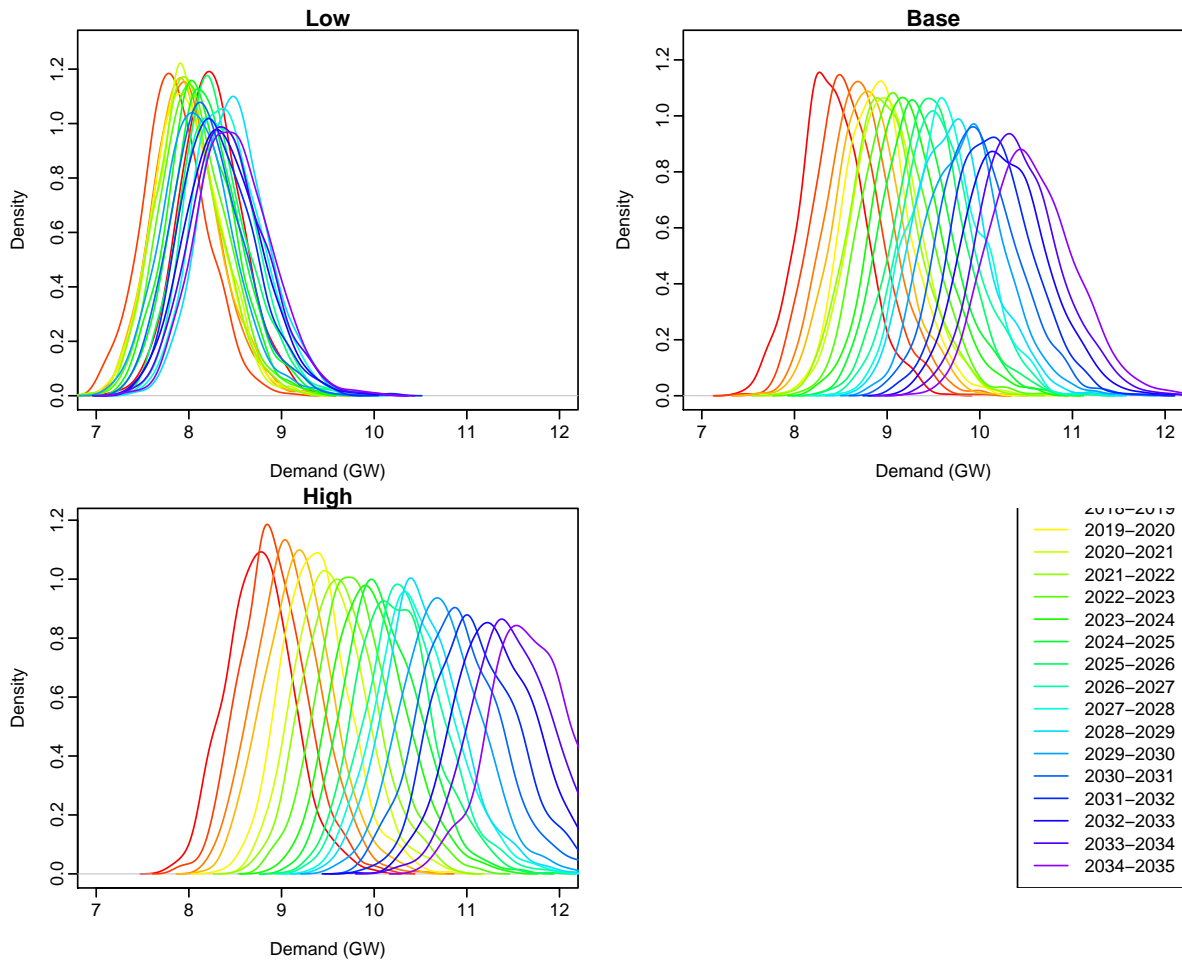 Low
Density
0.0 0.2 0.4 0.6 0.8 1.0 1.2
7 8 9 10 11 12
Demand (GW)
Base
Density
0.0 0.2 0.4 0.6 0.8 1.0 1.2
7 8 9 10 11 12
Demand (GW)
High
Density
0.0 0.2 0.4 0.6 0.8 1.0 1.2
7 8 9 10 11 12
Demand (GW)
2018−2019
2019−2020
2020−2021
2021−2022
2022−2023
2023−2024
2024−2025
2025−2026
2026−2027
2027−2028
2028−2029
2029−2030
2030−2031
2031−2032
2032−2033
2033−2034
2034−2035